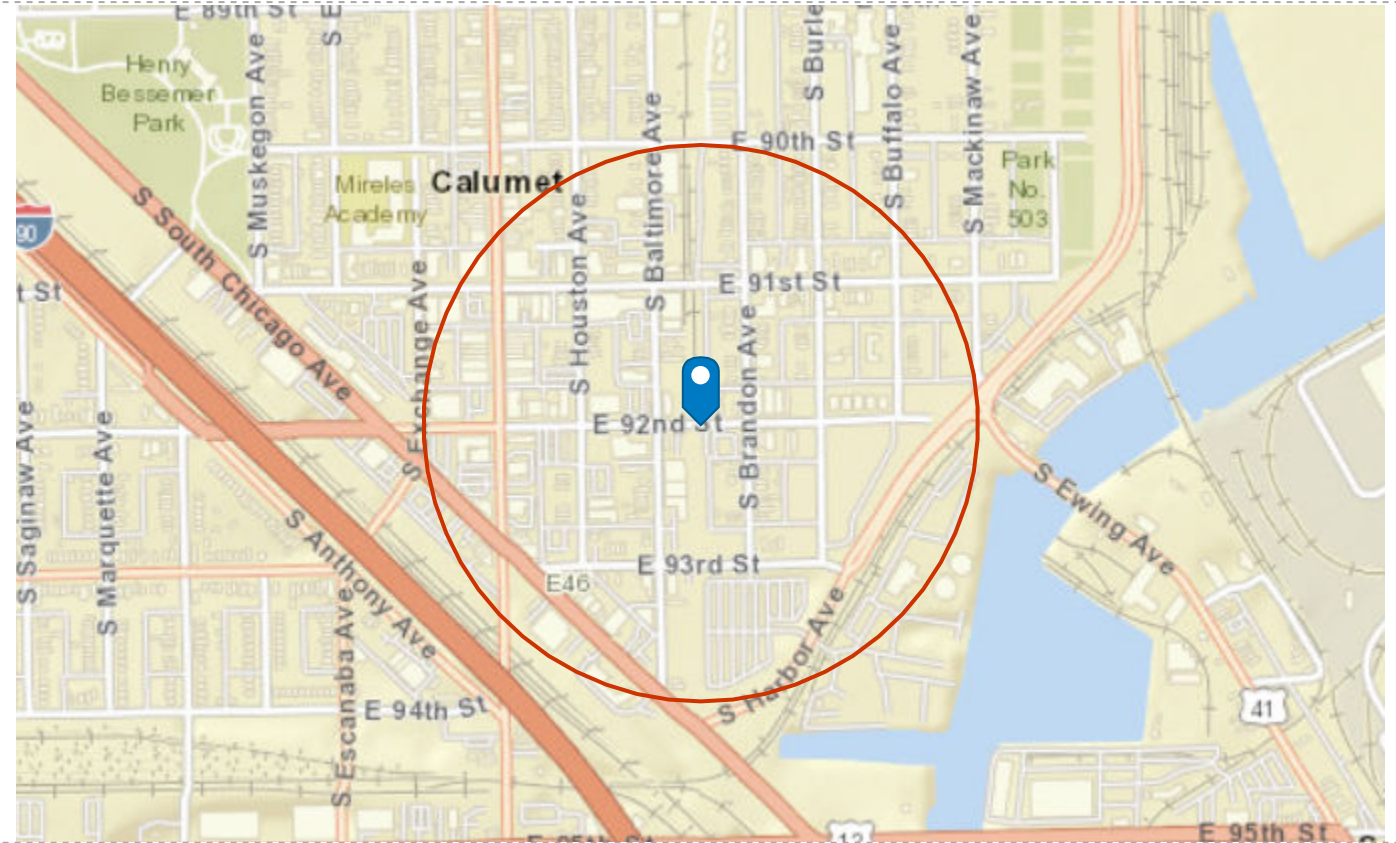 E 89th St
S E
S Burle
S Muskegon Ave
S Buffalo Ave
S Mackinaw Ave
Henry
Bessemer
Park
S Baltimore Ave
E 90th St
Park
No.
503
Mireles
Academy
Calumet
90
S South Chicago Ave
S Houston Ave
t St
E 91st St
S Exchange Ave
S Brandon Ave
S Saginaw Ave
S Marquette Ave
E 92nd St
S Ewing Ave
S Anthony Ave
E 93rd St
E46
S Escanaba Ave
S Harbor Ave
E 94th St
41
12
E 95th St
E 95th St